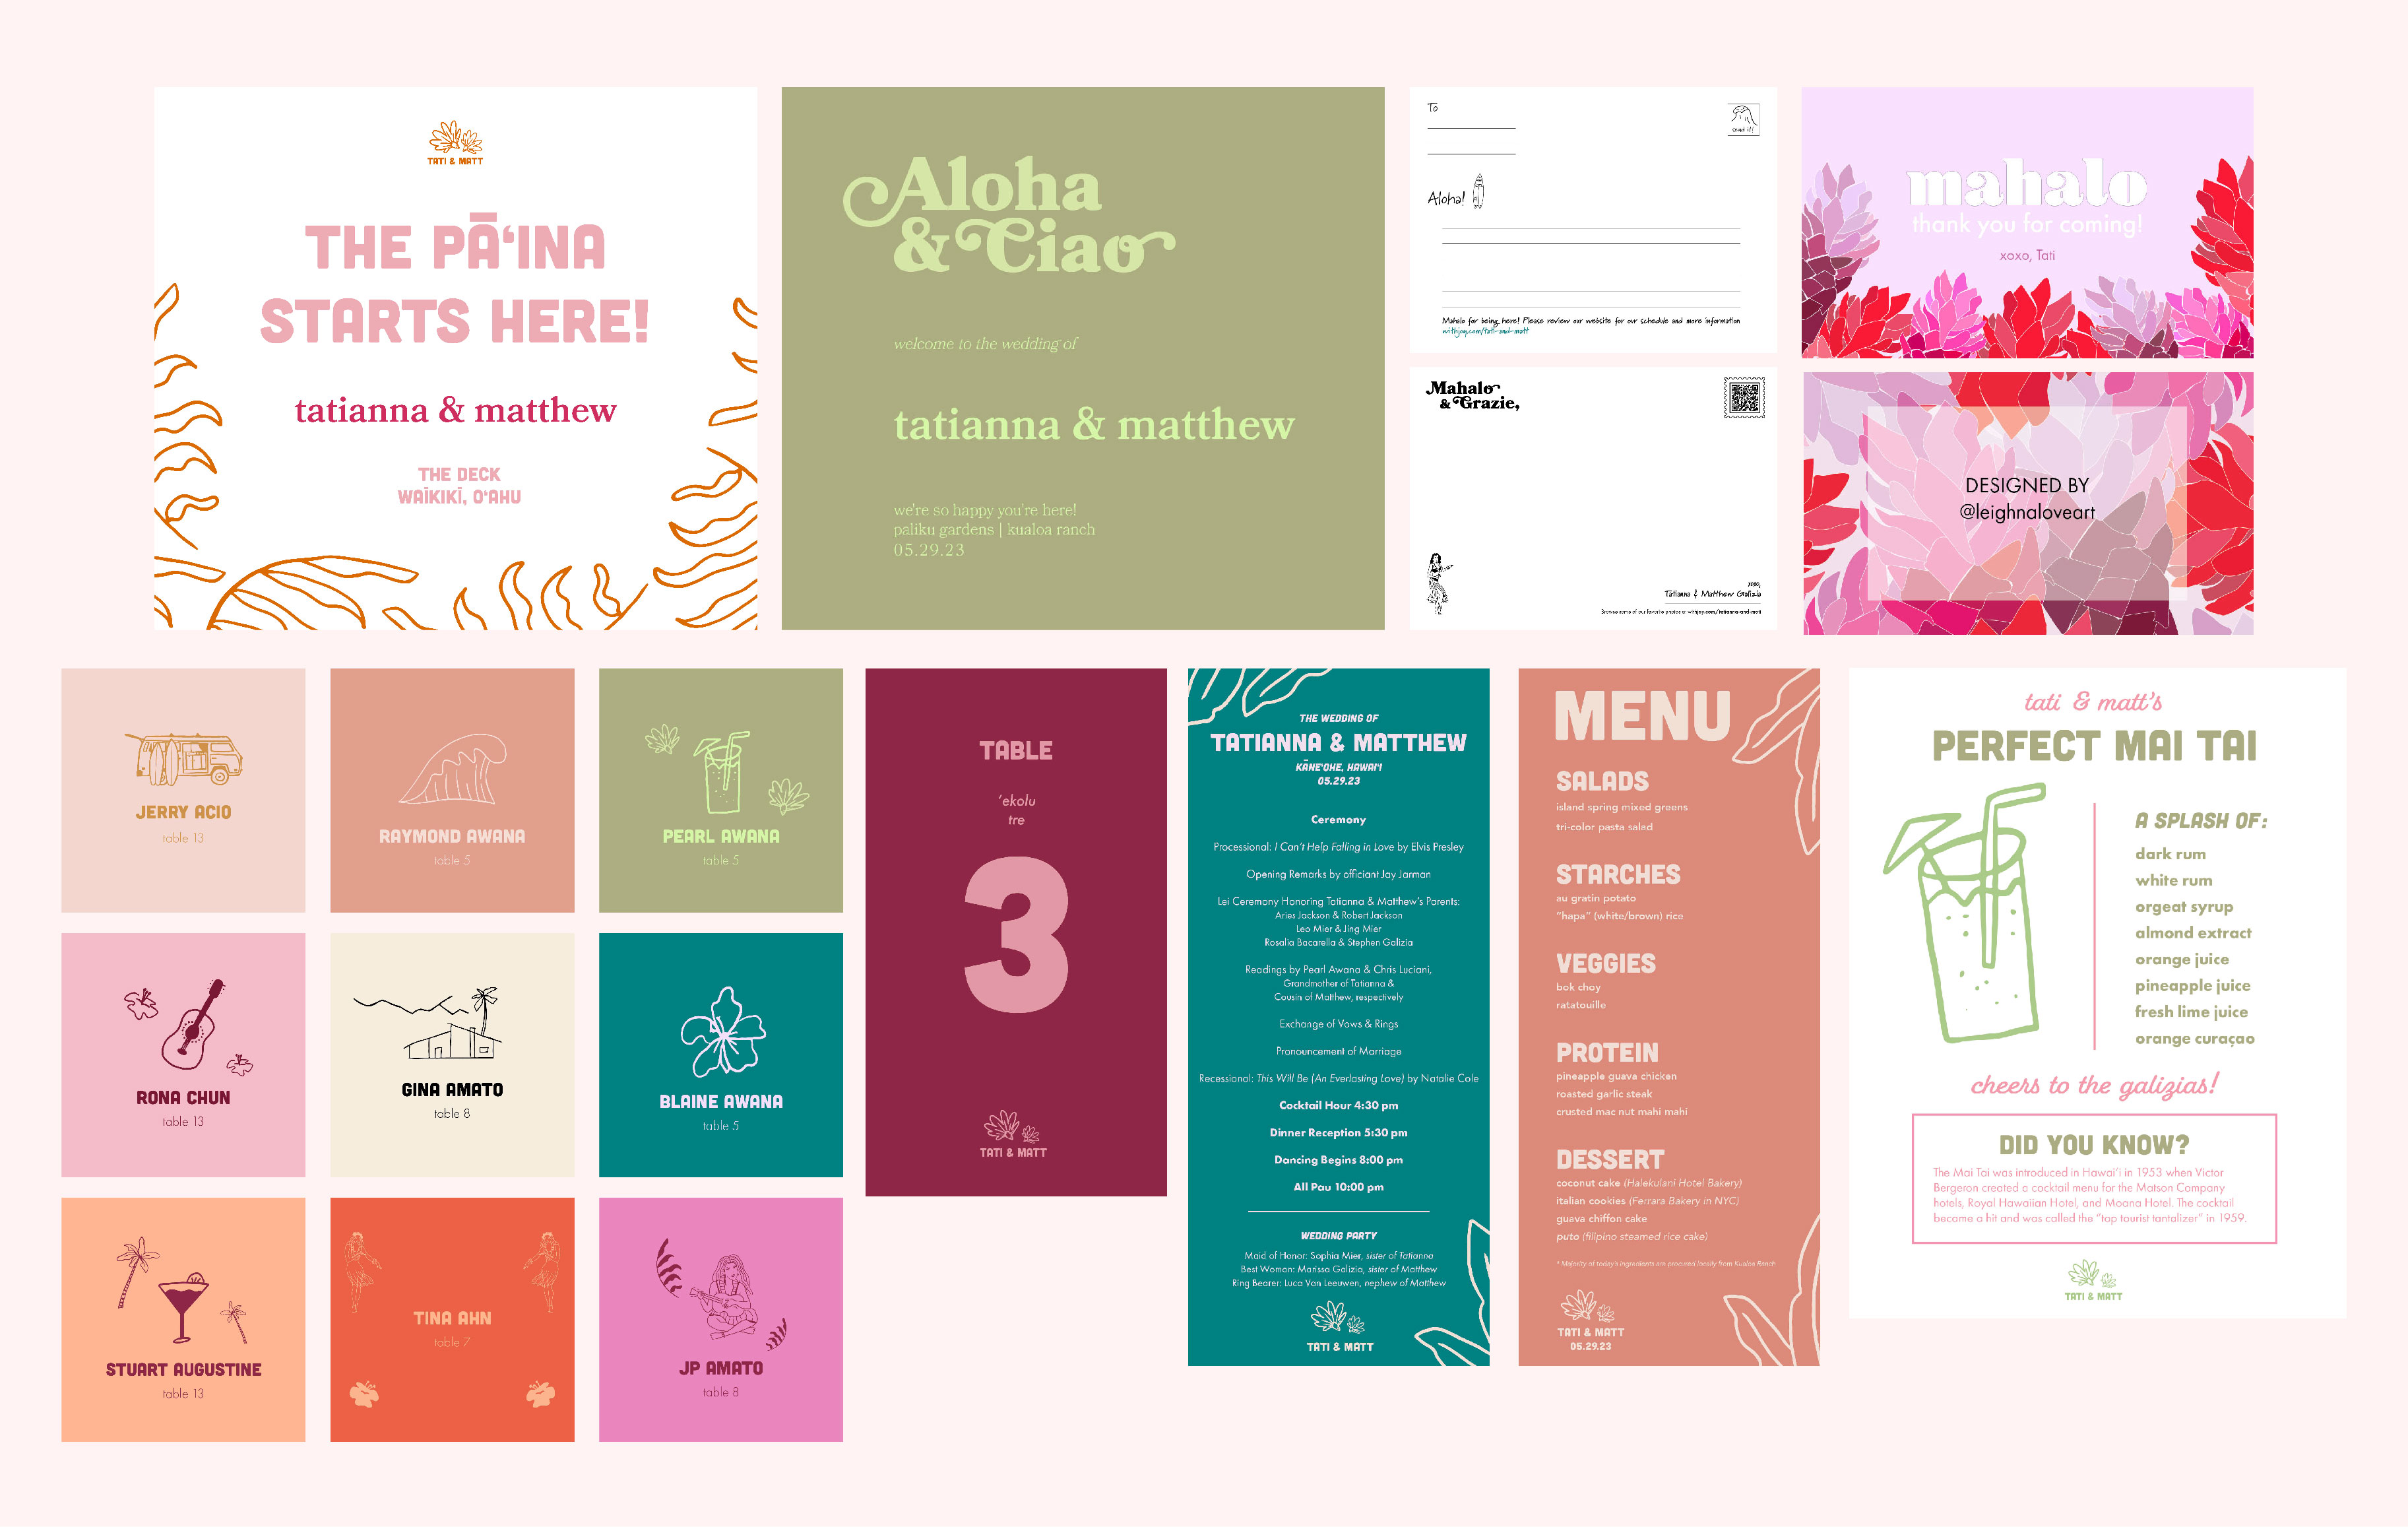 TATI & MATT
THE PĀʻINA
STARTS HERE!
tatianna & matthew
THE DECK
WAĪKIKĪ, OʻAHU
Aloha
& Ciao
welcome to the wedding of
tatianna & matthew
we're so happy you're here!
paliku gardens | kualoa ranch
05.29.23
To
send it!
Aloha!
Mahalo for being here! Please review our website for our schedule and more information
withjoy.com/tati-and-matt
Mahalo
& Grazie,
xoxo,
Tatianna & Matthew Galizia
Browse some of our favorite photos at withjoy.com/tatianna-and-matt
mahalo
thank you for coming!
xoxo, Tati
DESIGNED BY
@leighnaloveart
JERRY ACIO
table 13
RAYMOND AWANA
table 5
PEARL AWANA
table 5
RONA CHUN
table 13
GINA AMATO
table 8
BLAINE AWANA
table 5
STUART AUGUSTINE
table 13
TINA AHN
table 7
JP AMATO
table 8
TABLE
ʻekolu
tre
3
TATI & MATT
THE WEDDING OF
TATIANNA & MATTHEW
KĀNEʻOHE, HAWAIʻI
05.29.23
Ceremony
Processional: I Can't Help Falling in Love by Elvis Presley
Opening Remarks by officiant Jay Jarman
Lei Ceremony Honoring Tatianna & Matthew's Parents:
Aries Jackson & Robert Jackson
Leo Mier & Jing Mier
Rosalia Bacarella & Stephen Galizia
Readings by Pearl Awana & Chris Luciani,
Grandmother of Tatianna &
Cousin of Matthew, respectively
Exchange of Vows & Rings
Pronouncement of Marriage
Recessional: This Will Be (An Everlasting Love) by Natalie Cole
Cocktail Hour 4:30 pm
Dinner Reception 5:30 pm
Dancing Begins 8:00 pm
All Pau 10:00 pm
WEDDING PARTY
Maid of Honor: Sophia Mier, sister of Tatianna
Best Woman: Marissa Galizia, sister of Matthew
Ring Bearer: Luca Van Leeuwen, nephew of Matthew
TATI & MATT
MENU
SALADS
island spring mixed greens
tri-color pasta salad
STARCHES
au gratin potato
"hapa" (white/brown) rice
VEGGIES
bok choy
ratatouille
PROTEIN
pineapple guava chicken
roasted garlic steak
crusted mac nut mahi mahi
DESSERT
coconut cake (Halekulani Hotel Bakery)
italian cookies (Ferrara Bakery in NYC)
guava chiffon cake
puto (filipino steamed rice cake)
* Majority of today's ingredients are procured locally from Kualoa Ranch
TATI & MATT
05.29.23
tati & matt's
PERFECT MAI TAI
A SPLASH OF:
dark rum
white rum
orgeat syrup
almond extract
orange juice
pineapple juice
fresh lime juice
orange curaçao
cheers to the galizias!
DID YOU KNOW?
The Mai Tai was introduced in Hawai'i in 1953 when Victor
Bergeron created a cocktail menu for the Matson Company
hotels, Royal Hawaiian Hotel, and Moana Hotel. The cocktail
became a hit and was called the "top tourist tantalizer" in 1959.
TATI & MATT